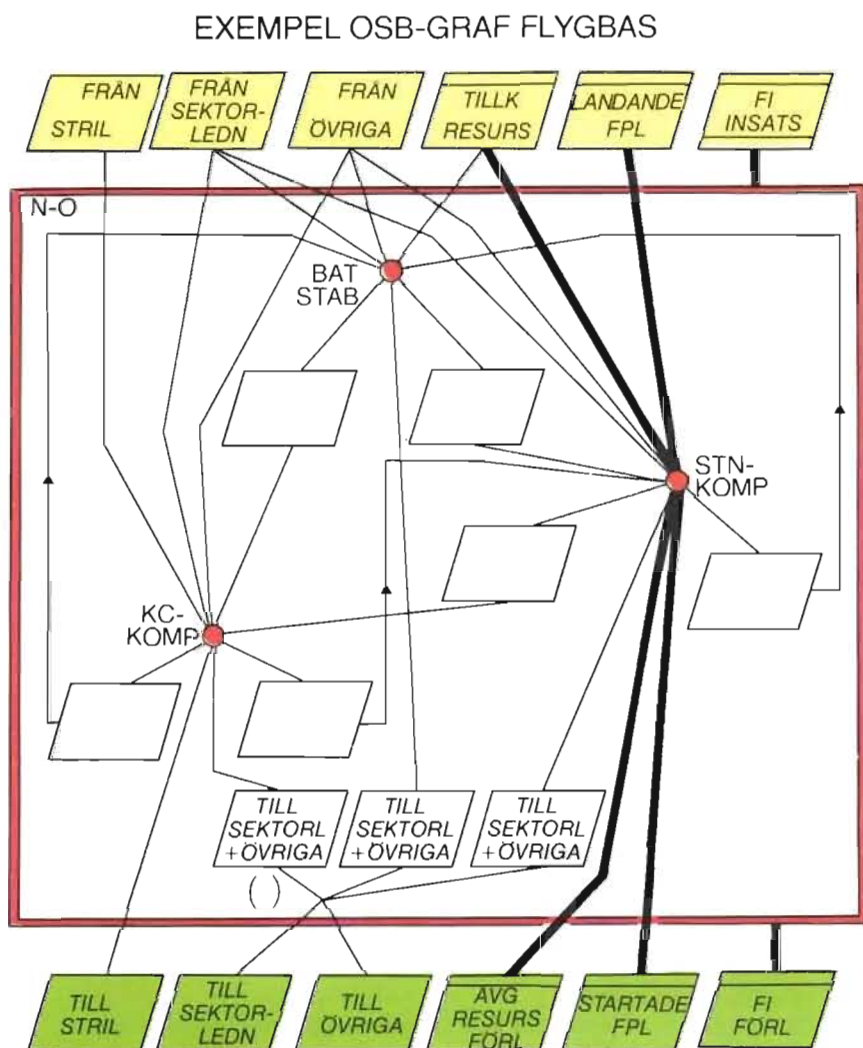 EXEMPEL OSB-GRAF FLYGBAS
FRÅN
STRIL
FRÅN
SEKTOR-
LEDN
FRÅN
ÖVRIGA
TILLK
RESURS
LANDANDE
FPL
FI
INSATS
N-O
BAT
STAB
STN-
KOMP
KC-
KOMP
TILL
SEKTORL
+ÖVRIGA
TILL
SEKTORL
+ÖVRIGA
TILL
SEKTORL
+ÖVRIGA
( )
TILL
STRIL
TILL
SEKTOR-
LEDN
TILL
ÖVRIGA
AVG
RESURS
FÖRL
STARTADE
FPL
FI
FÖRL